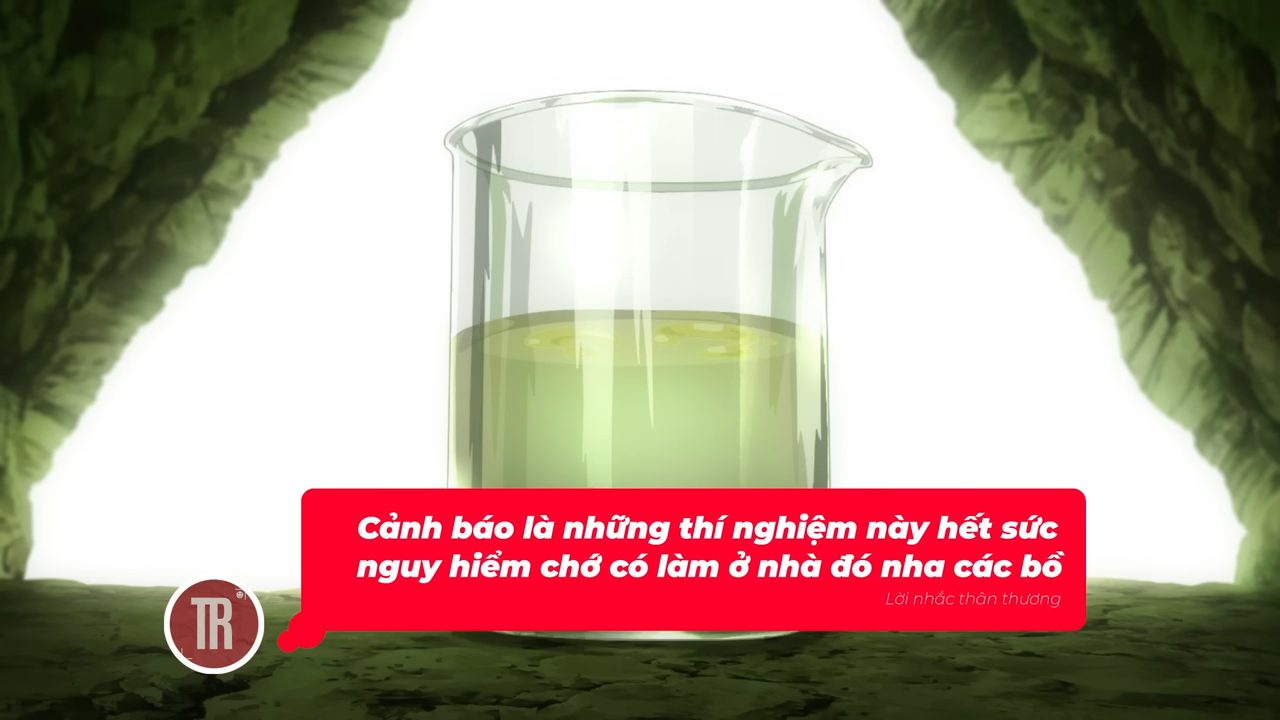 Cảnh báo là những thí nghiệm này hết sức
nguy hiểm chớ có làm ở nhà đó nha các bồ
Lời nhắc thân thương
TR